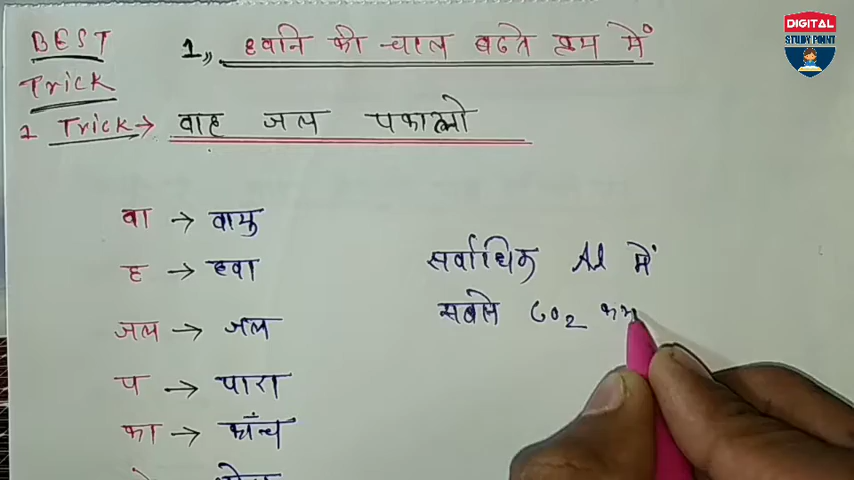 BEST
Trick
1,, ध्वनि की चाल बढते क्रम में
1 Trick→ वाह जल पकालो
वा → वायु
ह → हवा
जल → जल
प → पारा
का → काँच
सर्वाधिक Al में
सबसे CO2 कम
DIGITAL
STUDY POINT